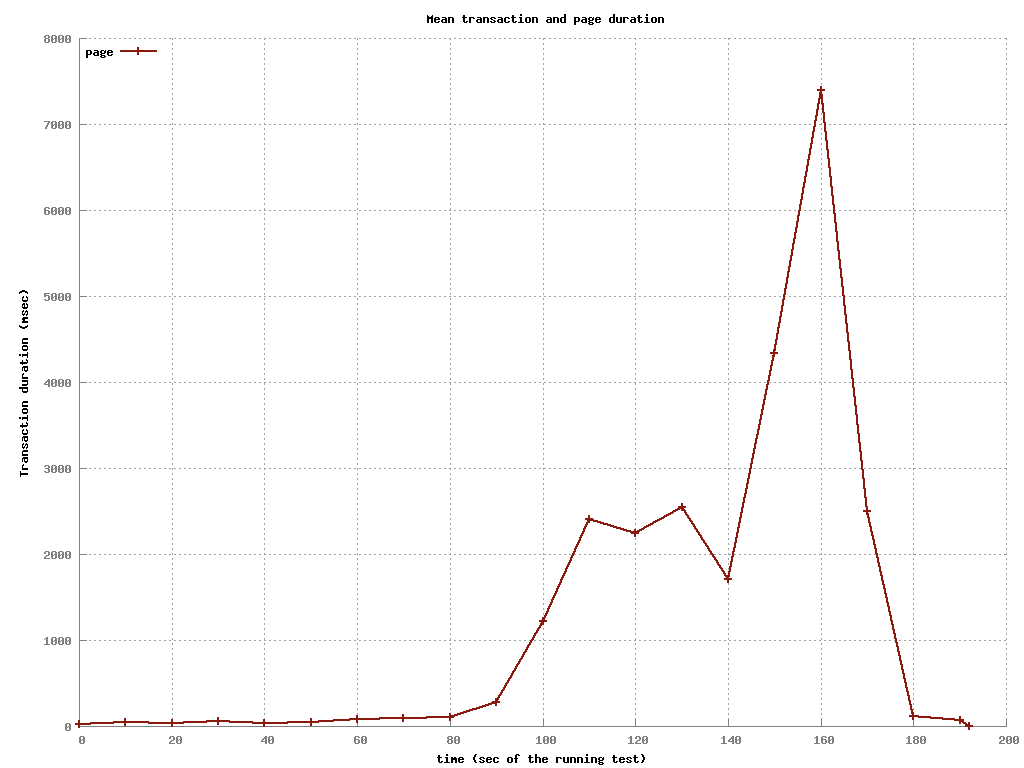 Mean transaction and page duration
page
8000
7000
6000
5000
4000
3000
2000
1000
0
Transaction duration (msec)
0 20 40 60 80 100 120 140 160 180 200
time (sec of the running test)